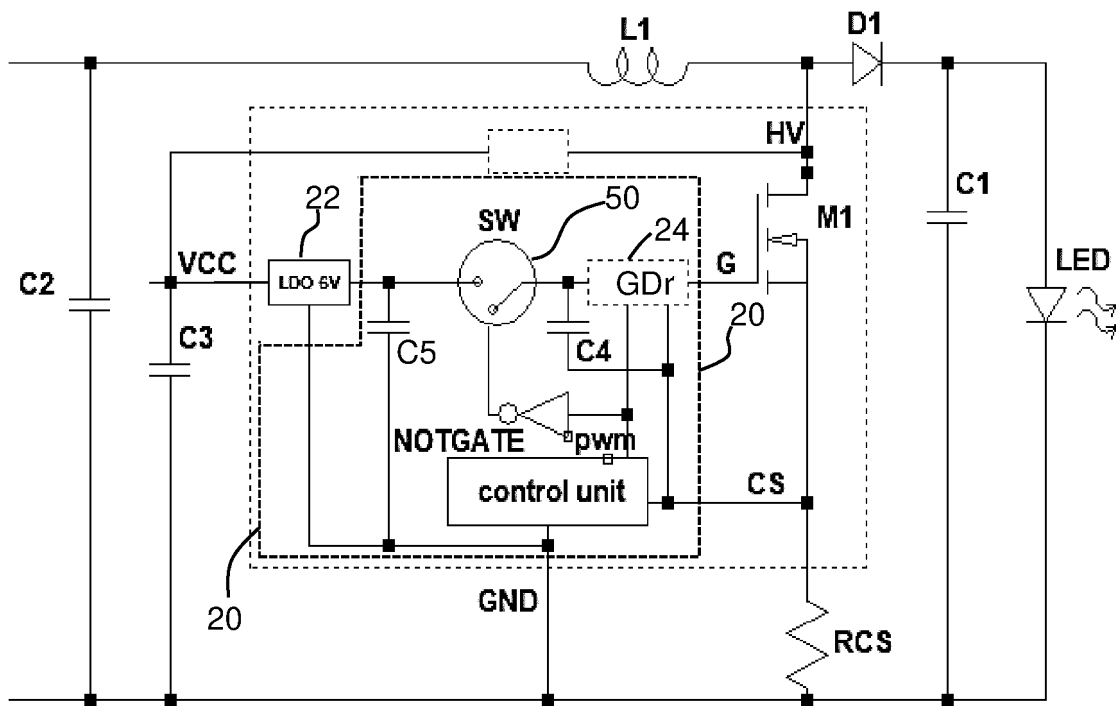 L1
D1
HV
C1
22
50
SW
24
M1
VCC
LDO 6V
GDr
G
LED
C2
20
C3
C5
C4
NOTGATE
pwm
control unit
CS
20
GND
RCS